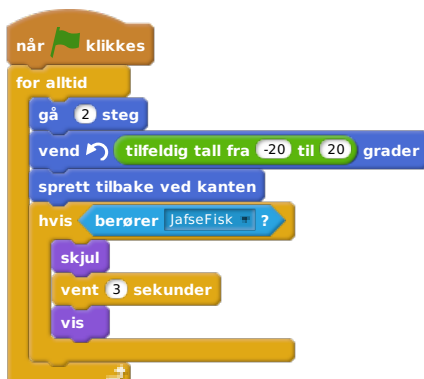 når klikkes
for alltid
gå 2 steg
vend tilfeldig tall fra -20 til 20 grader
sprett tilbake ved kanten
hvis berører JafseFisk ?
skjul
vent 3 sekunder
vis